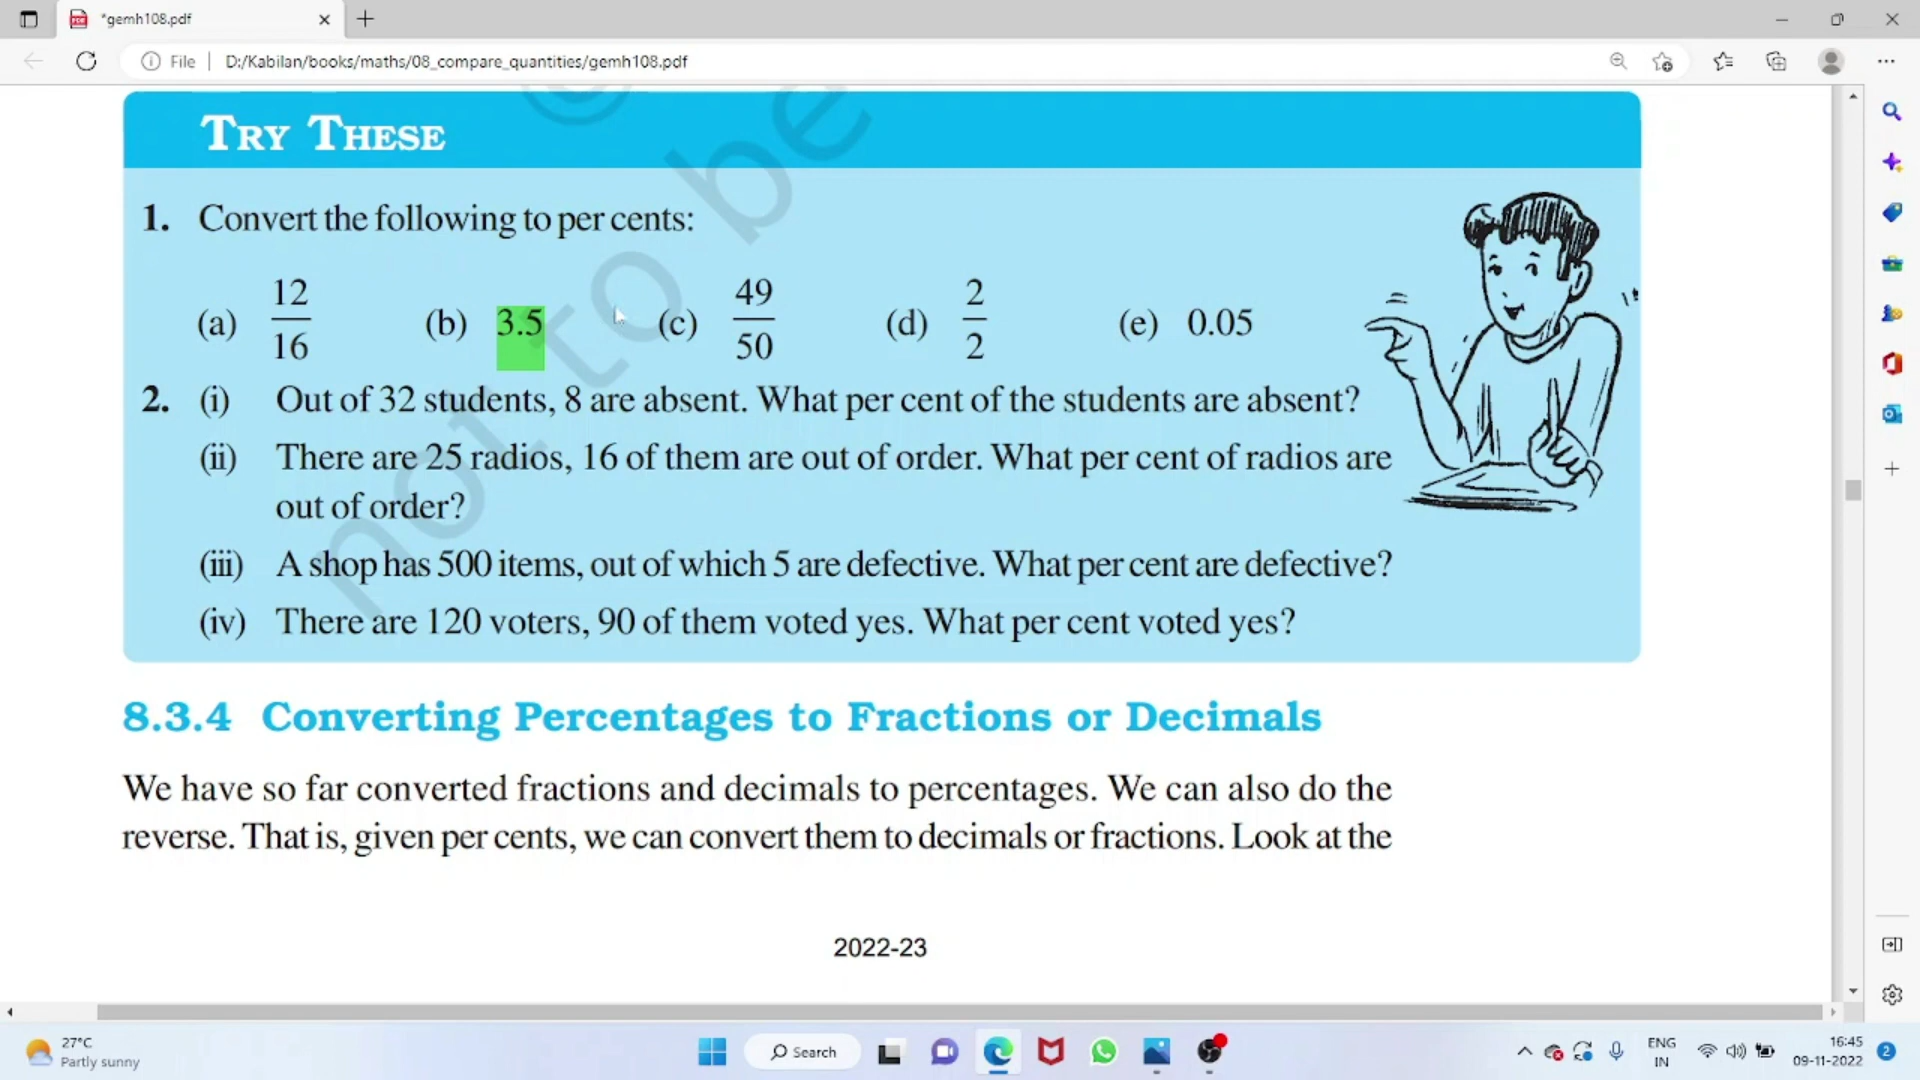 *gemh108.pdf
File D:/Kabilan/books/maths/08_compare_quantities/gemh108.pdf
TRY THESE
1. Convert the following to per cents:
(a) 12/16 (b) 3.5 (c) 49/50 (d) 2/2 (e) 0.05
2. (i) Out of 32 students, 8 are absent. What per cent of the students are absent?
(ii) There are 25 radios, 16 of them are out of order. What per cent of radios are
out of order?
(iii) A shop has 500 items, out of which 5 are defective. What per cent are defective?
(iv) There are 120 voters, 90 of them voted yes. What per cent voted yes?
not to be
8.3.4 Converting Percentages to Fractions or Decimals
We have so far converted fractions and decimals to percentages. We can also do the
reverse. That is, given per cents, we can convert them to decimals or fractions. Look at the
2022-23
27°C
Partly sunny
Search
ENG
IN
16:45
09-11-2022
2